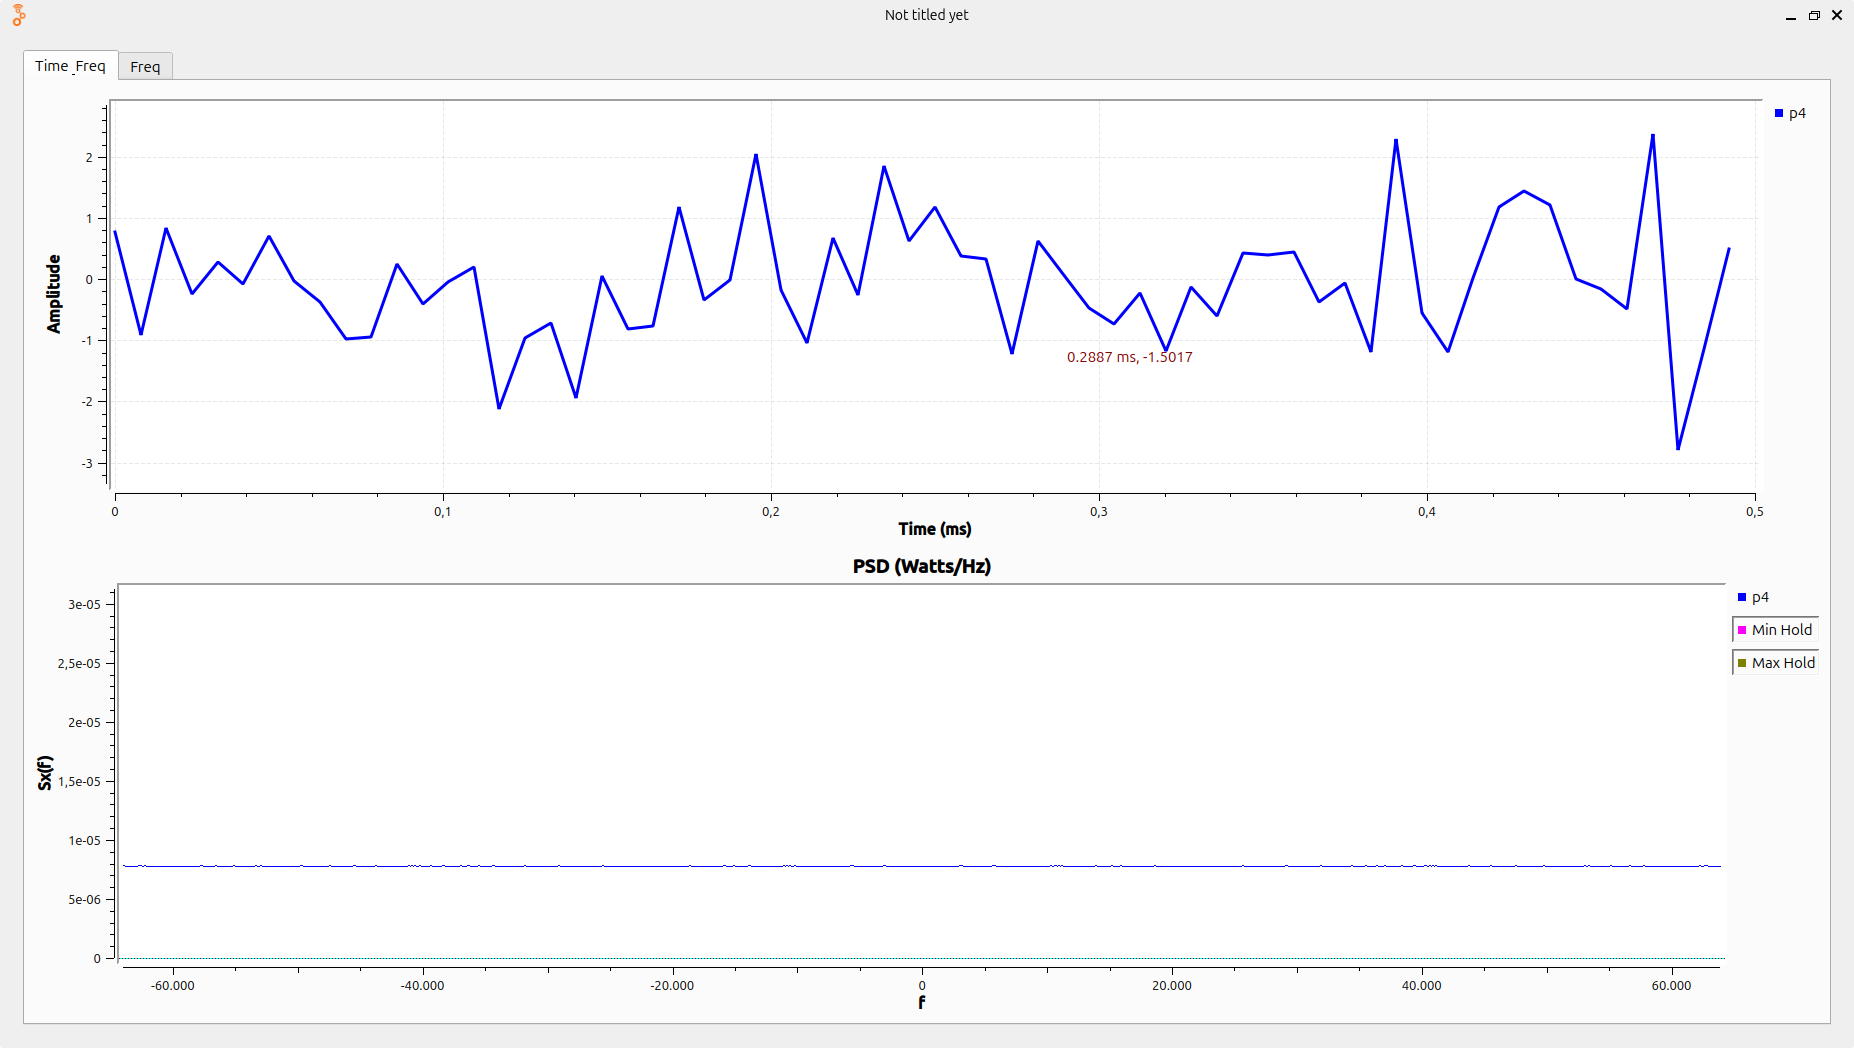 Not titled yet
Time_Freq
Freq
p4
Amplitude
2
1
0
-1
-2
-3
0.2887 ms, -1.5017
0
0,1
0,2
0,3
0,4
0,5
Time (ms)
PSD (Watts/Hz)
p4
Min Hold
Max Hold
Sx(f)
3e-05
2,5e-05
2e-05
1,5e-05
1e-05
5e-06
0
-60.000
-40.000
-20.000
0
20.000
40.000
60.000
f